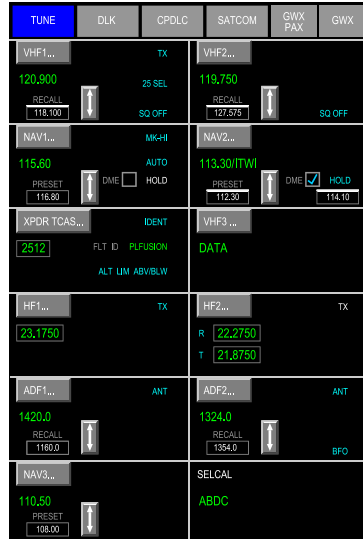 TUNE DLK CPDLC SATCOM GWX PAX GWX
VHF1... TX
120.900 25 SEL
RECALL
118.100 SQ OFF
VHF2...
119.750
RECALL
127.575 SQ OFF
NAV1... MK-HI
115.60 AUTO
DME HOLD
PRESET
116.80
NAV2...
113.30/ITWI
DME HOLD
PRESET
112.30 114.10
XPDR TCAS... IDENT
2512 FLT ID PLFUSION
ALT LIM ABV/BLW
VHF3 ...
DATA
HF1... TX
23.1750
HF2... TX
R 22.2750
T 21.8750
ADF1... ANT
1420.0
RECALL
1160.0
ADF2... ANT
1324.0
RECALL
1354.0 BFO
NAV3...
110.50
PRESET
108.00
SELCAL
ABDC